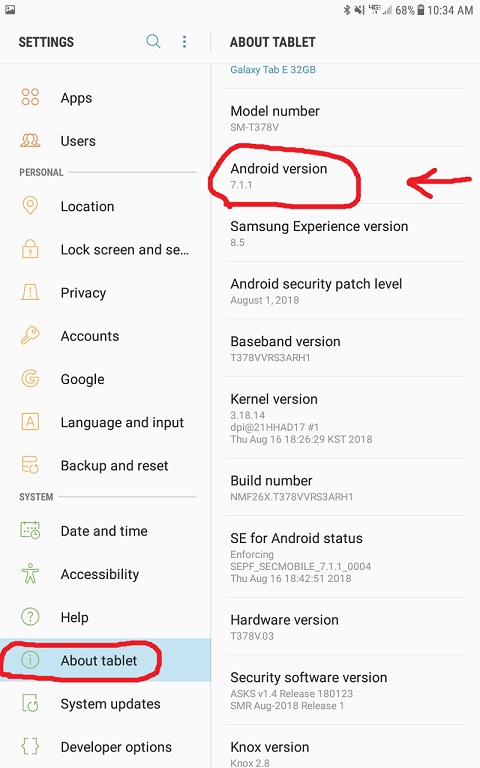 68% 10:34 AM
SETTINGS
Apps
Users
PERSONAL
Location
Lock screen and se...
Privacy
Accounts
Google
Language and input
Backup and reset
SYSTEM
Date and time
Accessibility
Help
About tablet
System updates
Developer options
ABOUT TABLET
Galaxy Tab E 32GB
Model number
SM-T378V
Android version
7.1.1
Samsung Experience version
8.5
Android security patch level
August 1, 2018
Baseband version
T378VVRS3ARH1
Kernel version
3.18.14
dpi@21HHAD17 #1
Thu Aug 16 18:26:29 KST 2018
Build number
NMF26X.T378VVRS3ARH1
SE for Android status
Enforcing
SEPF_SECMOBILE_7.1.1_0004
Thu Aug 16 18:42:51 2018
Hardware version
T378V.03
Security software version
ASKS v1.4 Release 180123
SMR Aug-2018 Release 1
Knox version
Knox 2.8